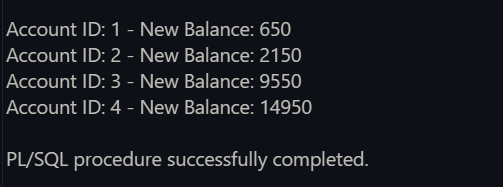 Account ID: 1 - New Balance: 650
Account ID: 2 - New Balance: 2150
Account ID: 3 - New Balance: 9550
Account ID: 4 - New Balance: 14950
PL/SQL procedure successfully completed.